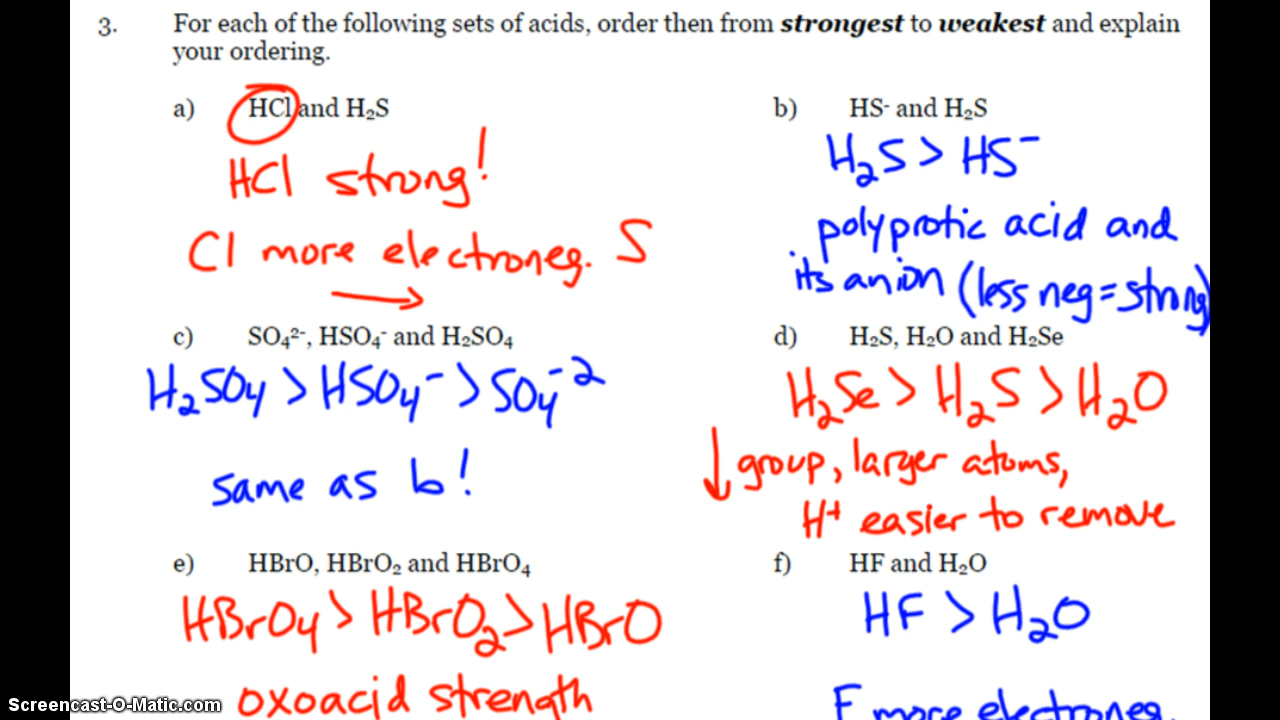 3. For each of the following sets of acids, order then from strongest to weakest and explain
your ordering.
a) HCl and H₂S
HCl strong!
Cl more electroneg. S
b) HS⁻ and H₂S
H₂S > HS⁻
polyprotic acid and
its anion (less neg = strong)
c) SO₄²⁻, HSO₄⁻ and H₂SO₄
H₂SO₄ > HSO₄⁻ > SO₄⁻²
same as b!
d) H₂S, H₂O and H₂Se
H₂Se > H₂S > H₂O
↓ group, larger atoms,
H⁺ easier to remove
e) HBrO, HBrO₂ and HBrO₄
HBrO₄ > HBrO₂ > HBrO
oxoacid strength
f) HF and H₂O
HF > H₂O
F more electroneg.
Screencast-O-Matic.com